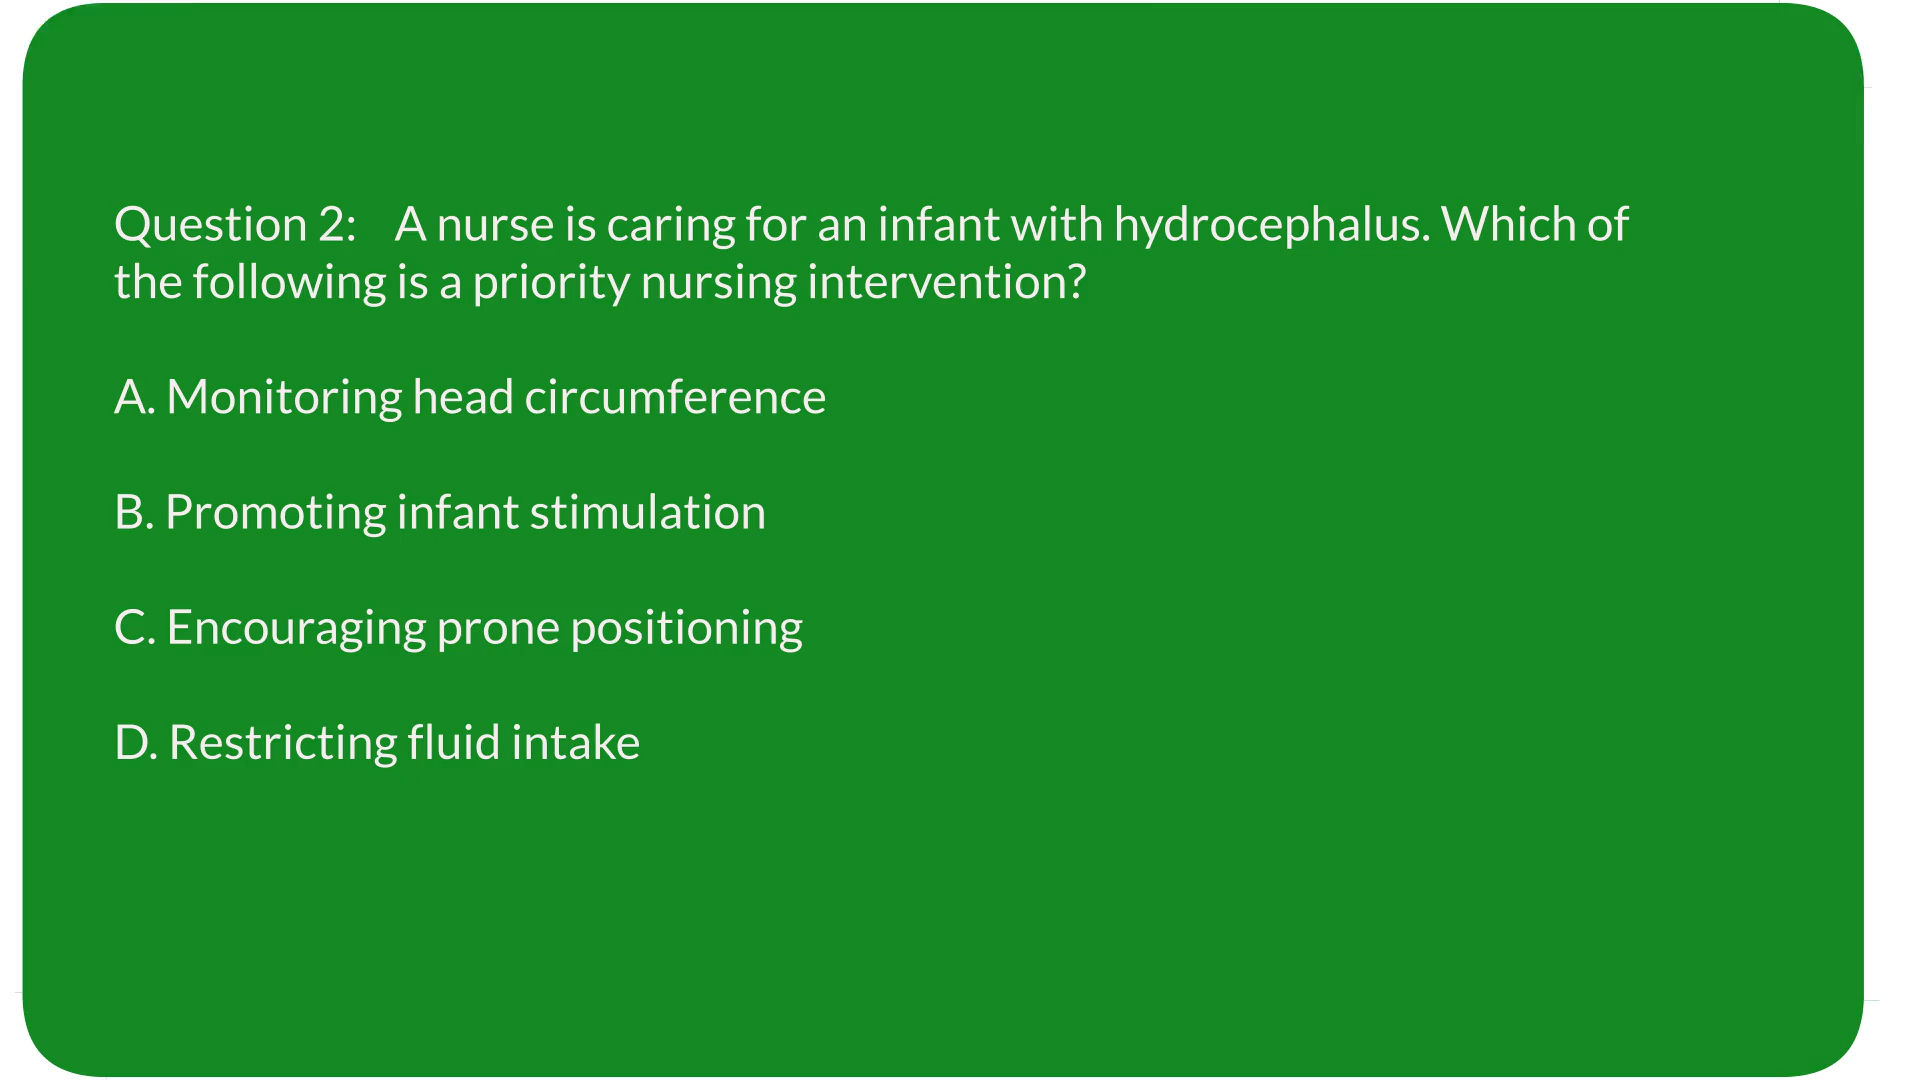 Question 2:    A nurse is caring for an infant with hydrocephalus. Which of
the following is a priority nursing intervention?
A. Monitoring head circumference
B. Promoting infant stimulation
C. Encouraging prone positioning
D. Restricting fluid intake